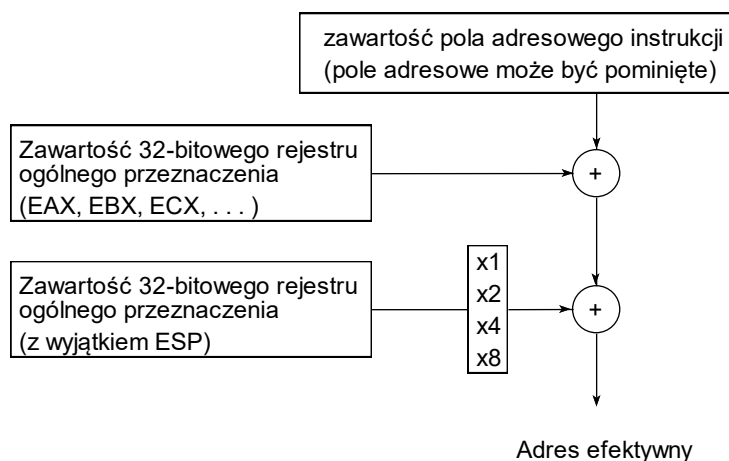 zawartość pola adresowego instrukcji
(pole adresowe może być pominięte)
Zawartość 32-bitowego rejestru
ogólnego przeznaczenia
(EAX, EBX, ECX, . . . )
+
Zawartość 32-bitowego rejestru
ogólnego przeznaczenia
(z wyjątkiem ESP)
x1
x2
x4
x8
+
Adres efektywny